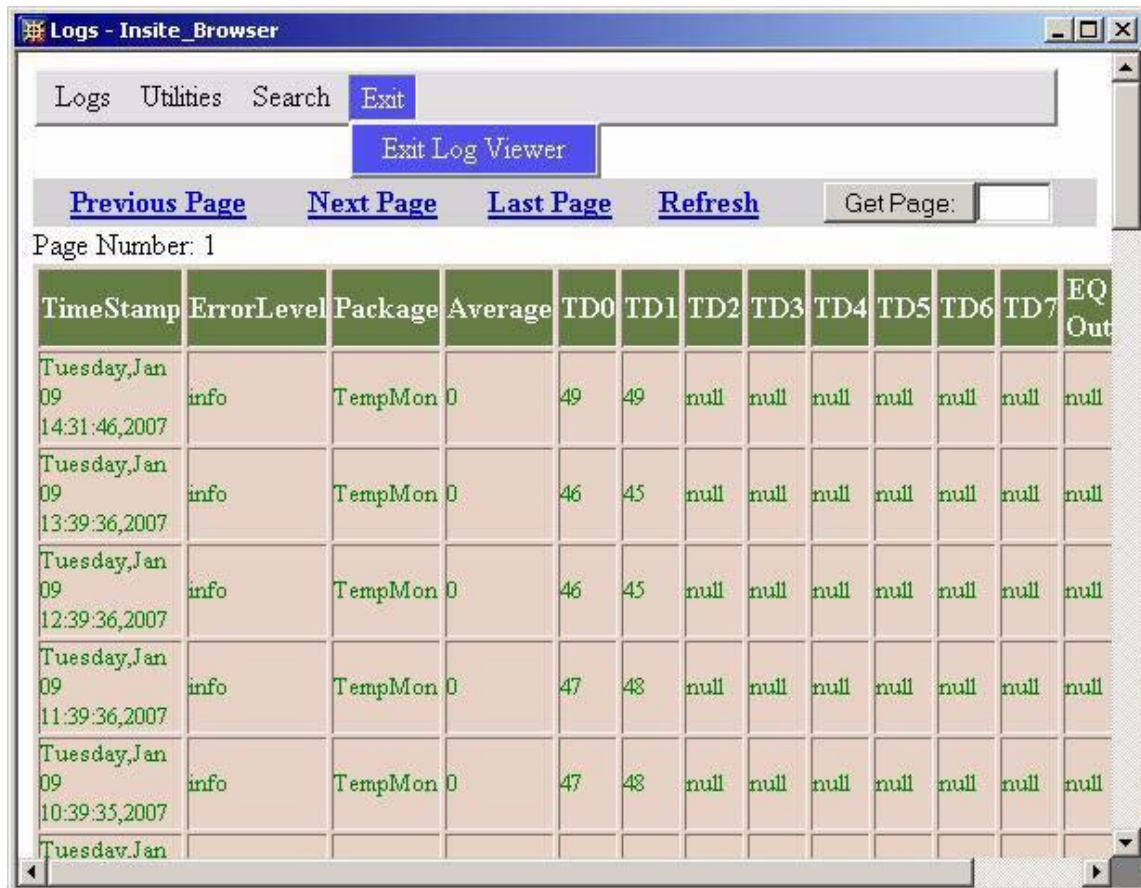 Logs - Insite_Browser
Logs Utilities Search Exit
Exit Log Viewer
Previous Page Next Page Last Page Refresh Get Page:
Page Number: 1
TimeStamp ErrorLevel Package Average TD0 TD1 TD2 TD3 TD4 TD5 TD6 TD7 EQ Out
Tuesday,Jan
09
14:31:46,2007 info TempMon 0 49 49 null null null null null null null
Tuesday,Jan
09
13:39:36,2007 info TempMon 0 46 45 null null null null null null null
Tuesday,Jan
09
12:39:36,2007 info TempMon 0 46 45 null null null null null null null
Tuesday,Jan
09
11:39:36,2007 info TempMon 0 47 48 null null null null null null null
Tuesday,Jan
09
10:39:35,2007 info TempMon 0 47 48 null null null null null null null
Tuesday,Jan